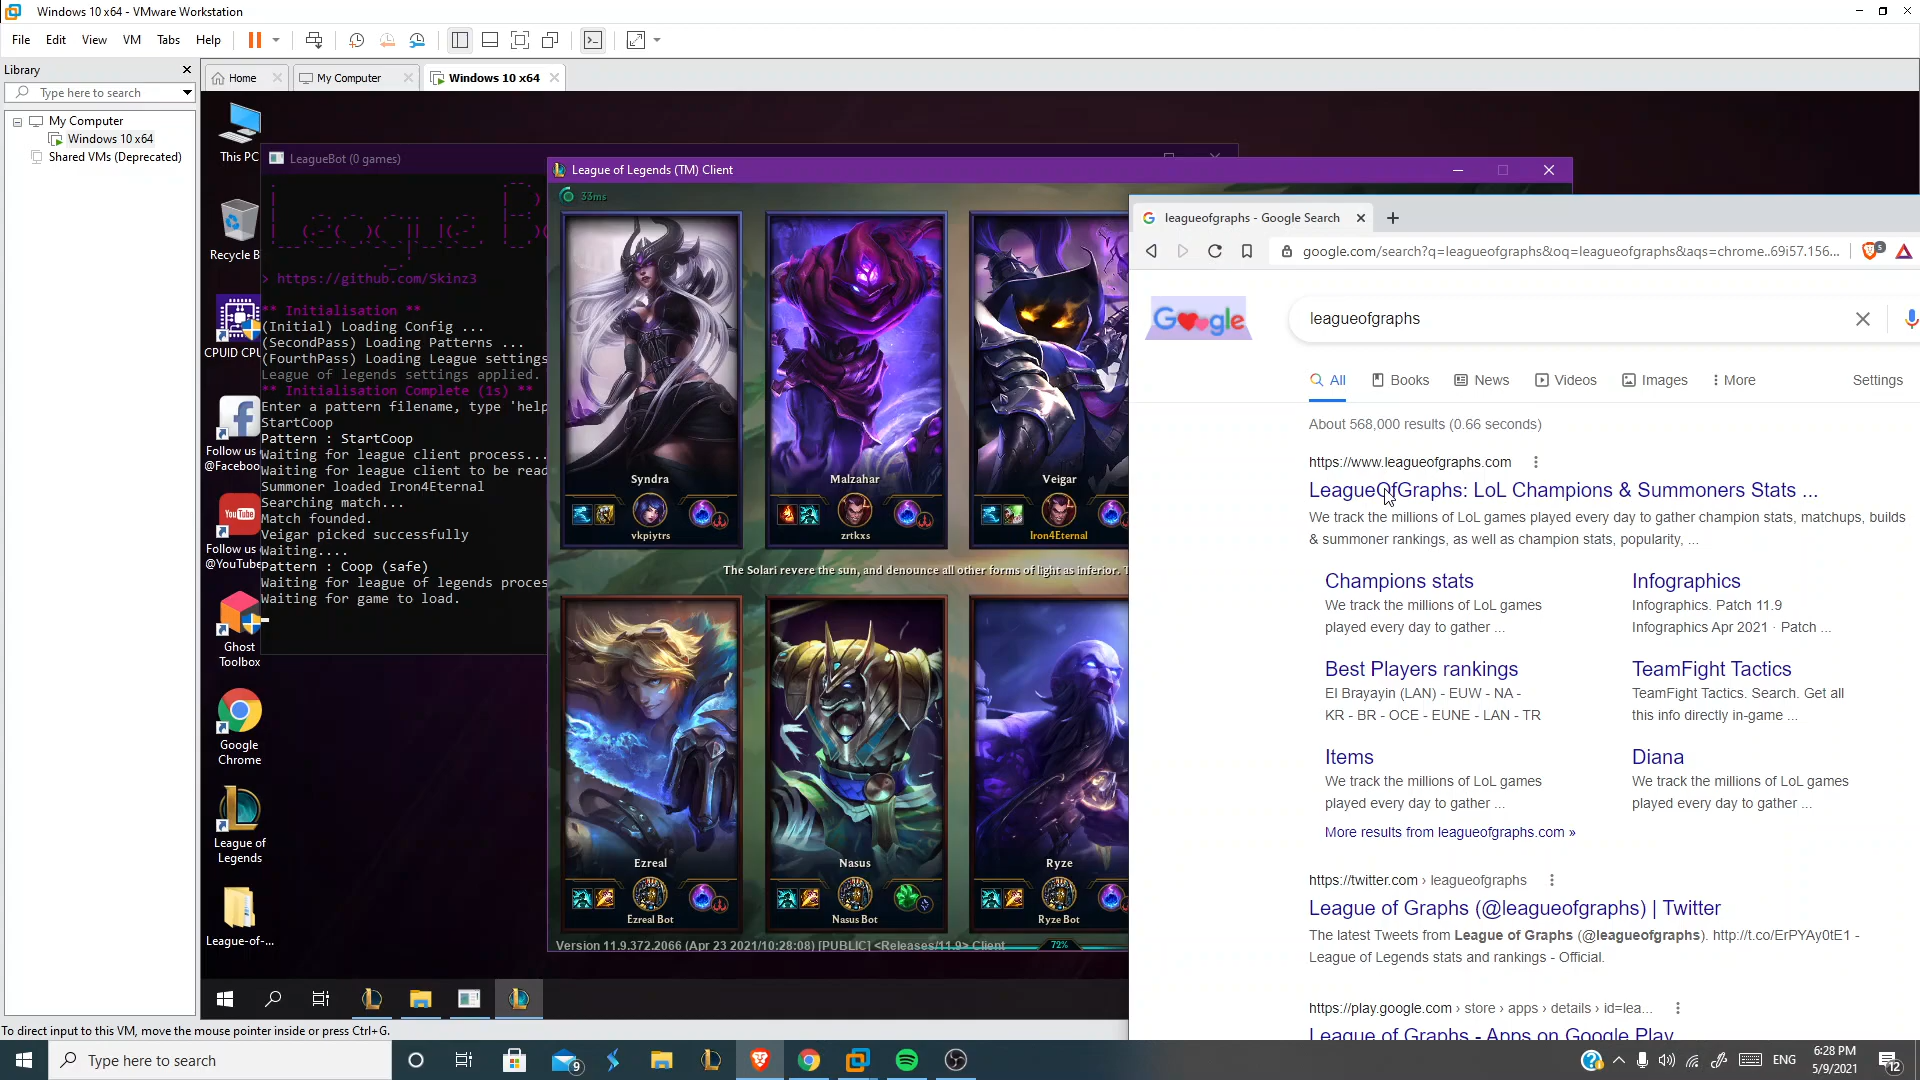 Windows 10 x64 - VMware Workstation
File Edit View VM Tabs Help
Library
Type here to search
My Computer
Windows 10 x64
Shared VMs (Deprecated)
Home
My Computer
Windows 10 x64
This PC
Recycle B
CPUID CPU
Follow us
@Faceboo
YouTube
Follow us
@YouTube
Ghost
Toolbox
Google
Chrome
League of
Legends
League-of-...
LeagueBot (0 games)
> https://github.com/Skinz3
** Initialisation **
(Initial) Loading Config ...
(SecondPass) Loading Patterns ...
(FourthPass) Loading League settings
League of legends settings applied.
** Initialisation Complete (1s) **
Enter a pattern filename, type 'help
StartCoop
Pattern : StartCoop
Waiting for league client process...
Waiting for league client to be read
Summoner loaded Iron4Eternal
Searching match...
Match founded.
Veigar picked successfully
Waiting....
Pattern : Coop (safe)
Waiting for league of legends proces
Waiting for game to load.
League of Legends (TM) Client
33ms
Syndra
vkpiytrs
Malzahar
zrtkxs
Veigar
Iron4Eternal
The Solari revere the sun, and denounce all other forms of light as inferior. T
Ezreal
Ezreal Bot
Nasus
Nasus Bot
Ryze
Ryze Bot
Version 11.9.372.2066 (Apr 23 2021/10:28:08) [PUBLIC] <Releases/11.9> Client
72%
leagueofgraphs - Google Search
google.com/search?q=leagueofgraphs&oq=leagueofgraphs&aqs=chrome..69i57.156...
5
Google
leagueofgraphs
All Books News Videos Images More Settings
About 568,000 results (0.66 seconds)
https://www.leagueofgraphs.com
LeagueOfGraphs: LoL Champions & Summoners Stats ...
We track the millions of LoL games played every day to gather champion stats, matchups, builds
& summoner rankings, as well as champion stats, popularity, ...
Champions stats
We track the millions of LoL games
played every day to gather ...
Infographics
Infographics. Patch 11.9
Infographics Apr 2021 · Patch ...
Best Players rankings
El Brayayin (LAN) - EUW - NA -
KR - BR - OCE - EUNE - LAN - TR
TeamFight Tactics
TeamFight Tactics. Search. Get all
this info directly in-game ...
Items
We track the millions of LoL games
played every day to gather ...
Diana
We track the millions of LoL games
played every day to gather ...
More results from leagueofgraphs.com »
https://twitter.com › leagueofgraphs
League of Graphs (@leagueofgraphs) | Twitter
The latest Tweets from League of Graphs (@leagueofgraphs). http://t.co/ErPYAy0tE1 -
League of Legends stats and rankings - Official.
https://play.google.com › store › apps › details › id=lea...
League of Graphs - Apps on Google Play
To direct input to this VM, move the mouse pointer inside or press Ctrl+G.
Type here to search
9
ENG
6:28 PM
5/9/2021
12